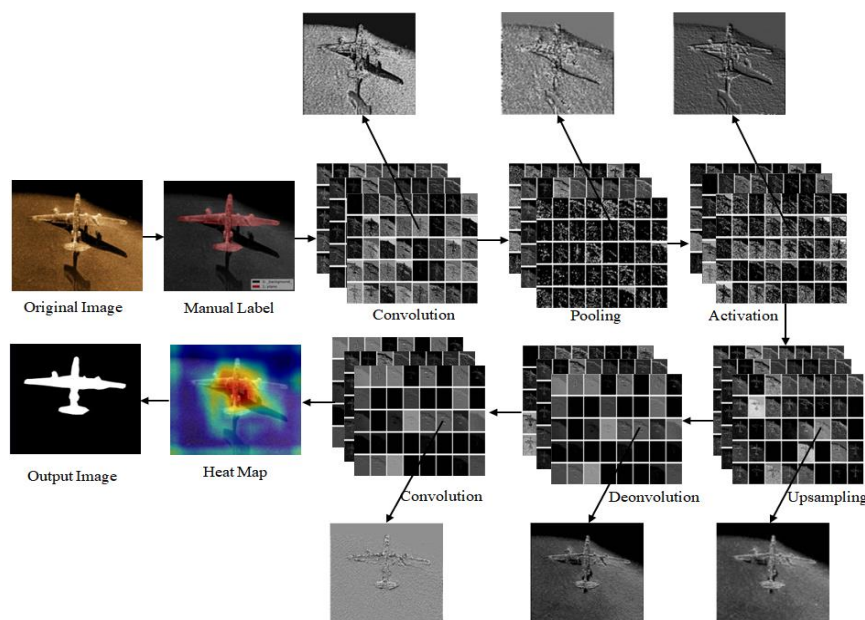 Original Image
Manual Label
Convolution
Pooling
Activation
Output Image
Heat Map
Convolution
Deonvolution
Upsampling